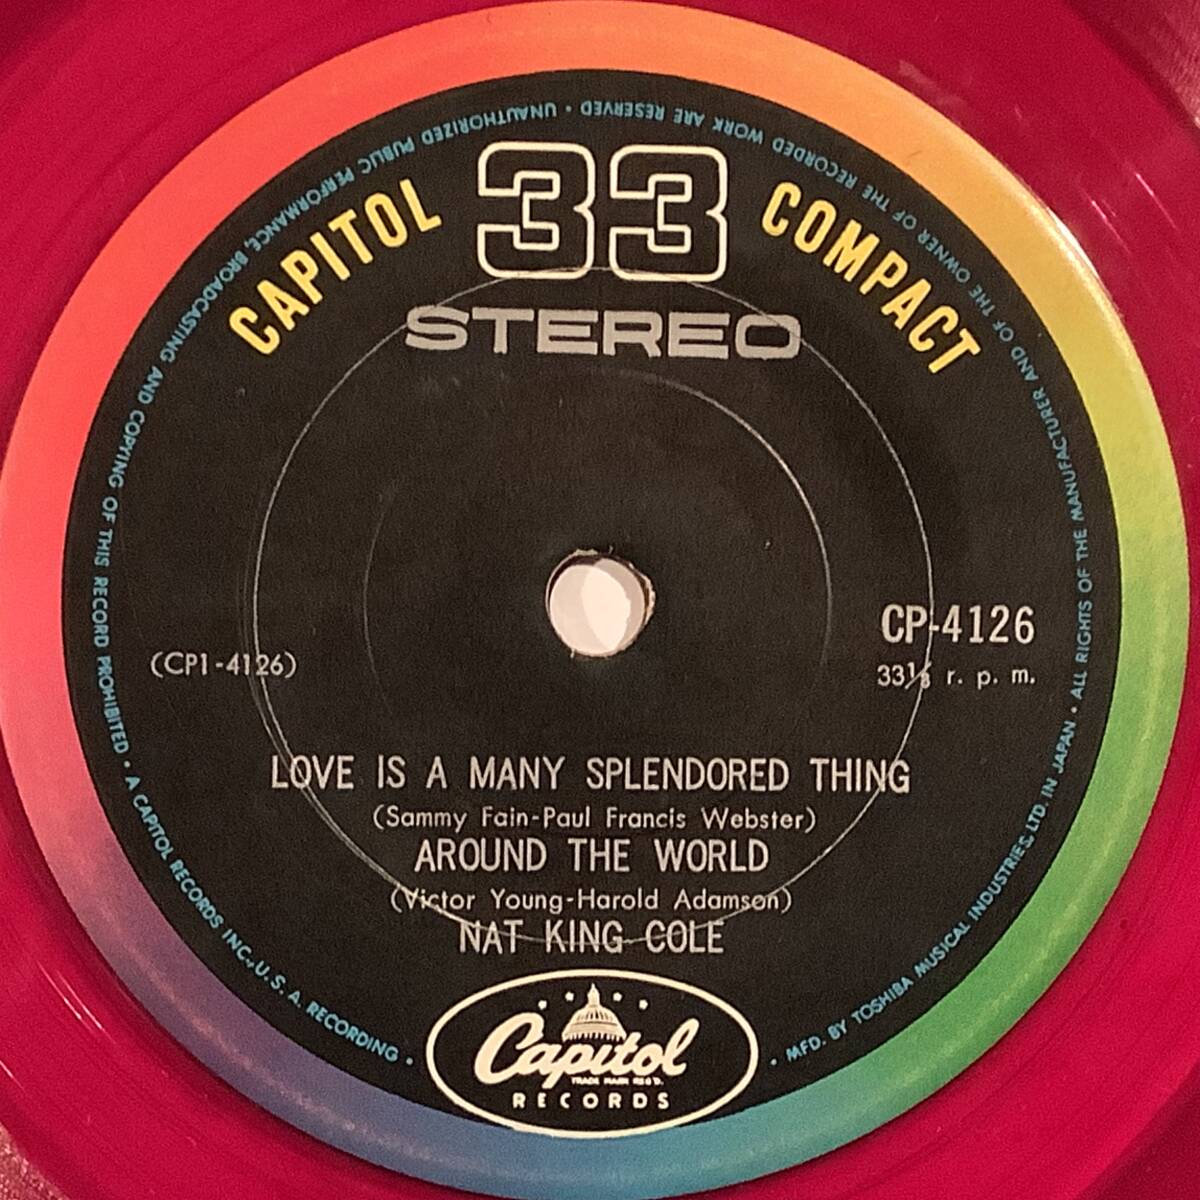 CAPITOL 33 COMPACT
STEREO
CP-4126
(CP1-4126)
33⅓ r. p. m.
LOVE IS A MANY SPLENDORED THING
(Sammy Fain-Paul Francis Webster)
AROUND THE WORLD
(Victor Young-Harold Adamson)
NAT KING COLE
Capitol
TRADE MARK REG'D.
RECORDS
MFD. BY TOSHIBA MUSICAL INDUSTRIES, LTD. IN JAPAN • ALL RIGHTS OF THE MANUFACTURER AND OF THE OWNER OF THE RECORDED WORK ARE RESERVED • UNAUTHORIZED PUBLIC PERFORMANCE, BROADCASTING AND COPYING OF THIS RECORD PROHIBITED • A CAPITOL RECORDS INC., U. S. A. RECORDING •